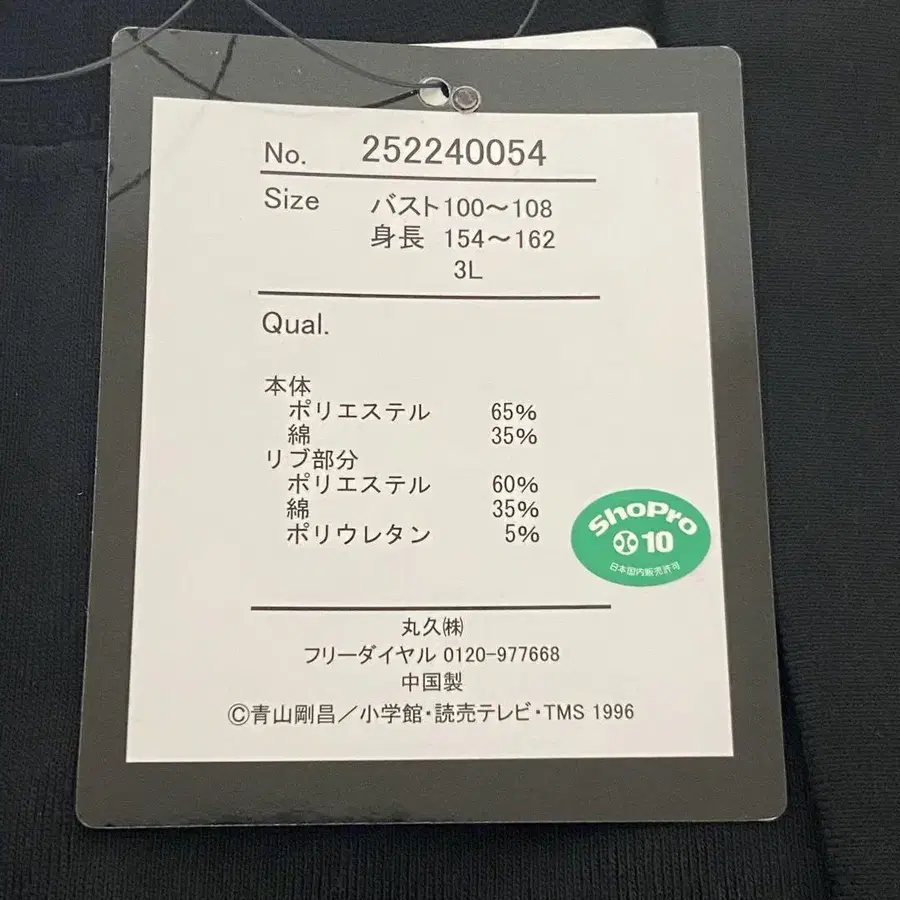 No. 252240054
Size バスト100～108
身長 154～162
3L
Qual.
本体
ポリエステル 65%
綿 35%
リブ部分
ポリエステル 60%
綿 35%
ポリウレタン 5%
ShoPro
10
日本国内販売許可
丸久㈱
フリーダイヤル 0120-977668
中国製
©青山剛昌／小学館・読売テレビ・TMS 1996